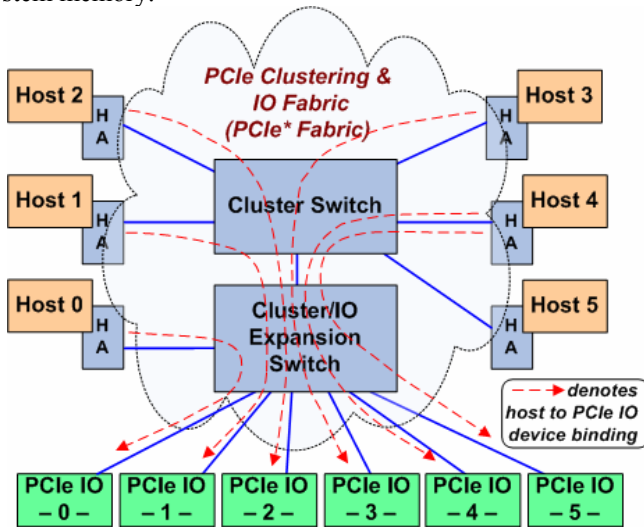 stem memory.
PCIe Clustering &
IO Fabric
(PCIe* Fabric)
Host 2
H
A
Host 3
H
A
Host 1
H
A
Cluster Switch
Host 4
H
A
Host 0
H
A
Cluster/IO
Expansion
Switch
Host 5
H
A
denotes
host to PCIe IO
device binding
PCIe IO
– 0 –
PCIe IO
– 1 –
PCIe IO
– 2 –
PCIe IO
– 3 –
PCIe IO
– 4 –
PCIe IO
– 5 –